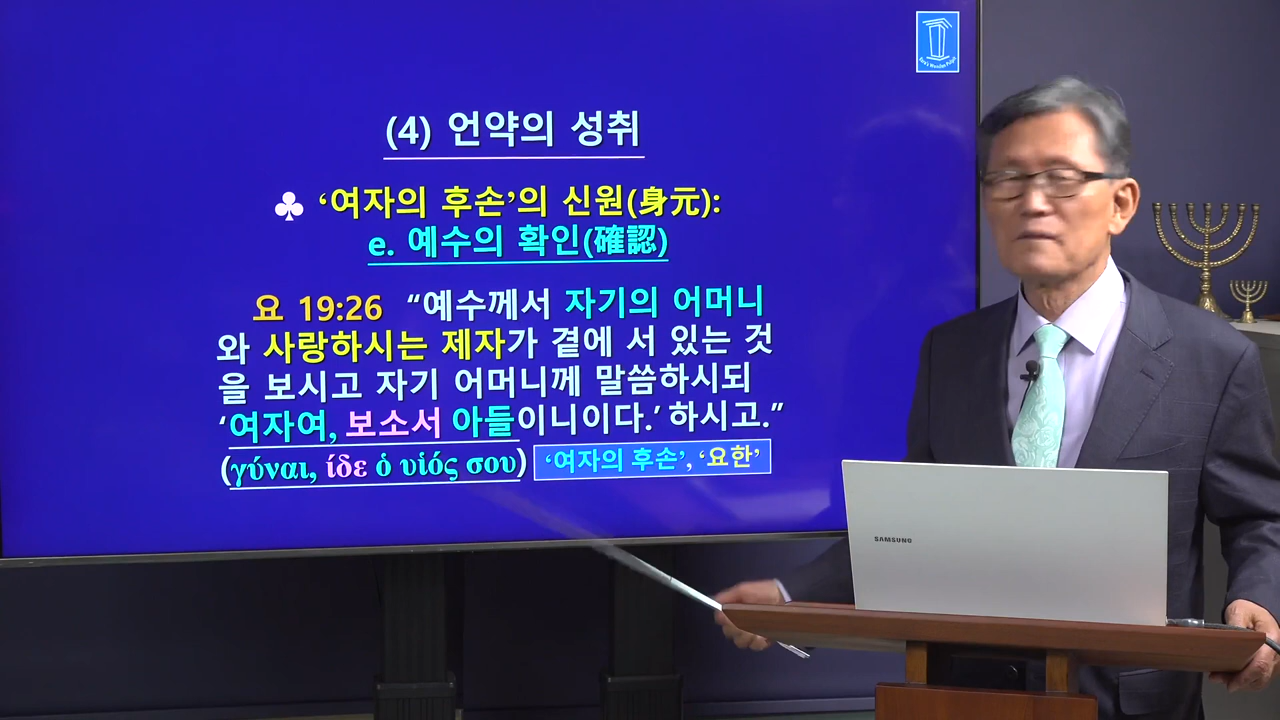 (4) 언약의 성취
♣ ‘여자의 후손’의 신원(身元):
e. 예수의 확인(確認)
요 19:26 “예수께서 자기의 어머니
와 사랑하시는 제자가 곁에 서 있는 것
을 보시고 자기 어머니께 말씀하시되
‘여자여, 보소서 아들이니이다.’ 하시고.”
(γύναι, ἴδε ὁ υἱός σου) ‘여자의 후손’, ‘요한’
Ezra's Wooden Pulpit
SAMSUNG